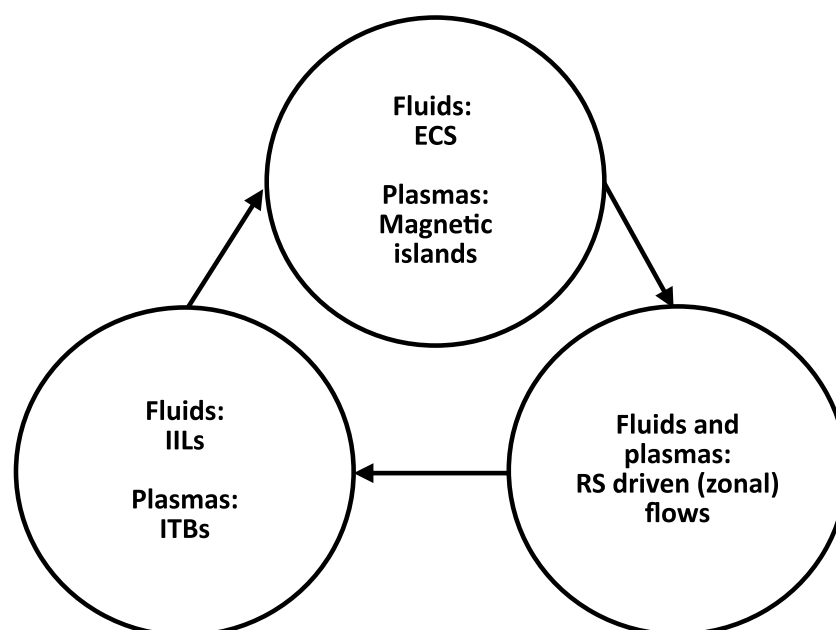 Fluids:
ECS
Plasmas:
Magnetic
islands
Fluids:
IILs
Plasmas:
ITBs
Fluids and
plasmas:
RS driven (zonal)
flows